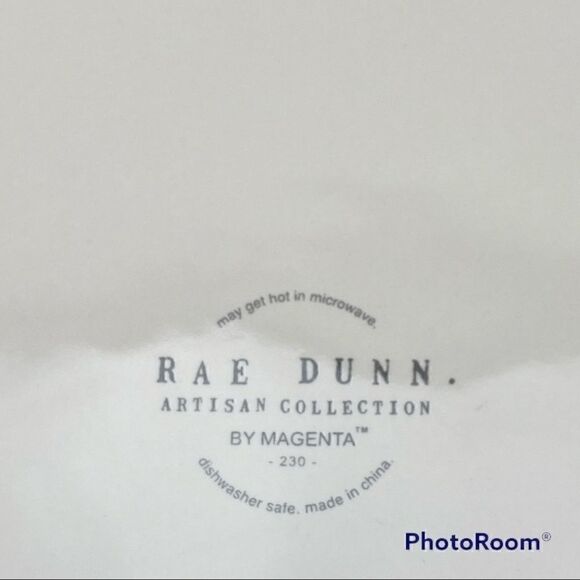 may get hot in microwave.
RAE DUNN.
ARTISAN COLLECTION
BY MAGENTA™
- 230 -
dishwasher safe. made in china.
PhotoRoom®